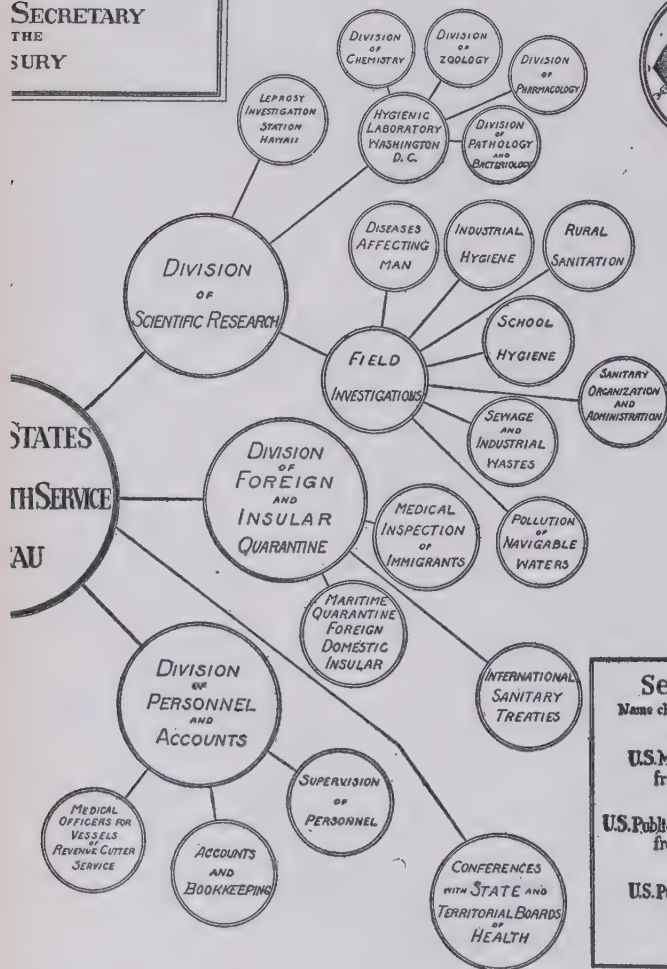 SECRETARY
THE
SURY
DIVISION
OF
CHEMISTRY
DIVISION
OF
ZOOLOGY
DIVISION
OF
PHARMACOLOGY
LEPROSY
INVESTIGATION
STATION
HAWAII
HYGIENIC
LABORATORY
WASHINGTON
D. C.
DIVISION
OF
PATHOLOGY
AND
BACTERIOLOGY
DIVISION
OF
SCIENTIFIC RESEARCH
DISEASES
AFFECTING
MAN
INDUSTRIAL
HYGIENE
RURAL
SANITATION
FIELD
INVESTIGATIONS
SCHOOL
HYGIENE
SANITARY
ORGANIZATION
AND
ADMINISTRATION
SEWAGE
AND
INDUSTRIAL
WASTES
POLLUTION
OF
NAVIGABLE
WATERS
STATES
TH SERVICE
AU
DIVISION
OF
FOREIGN
AND
INSULAR
QUARANTINE
MEDICAL
INSPECTION
OF
IMMIGRANTS
MARITIME
QUARANTINE
FOREIGN
DOMESTIC
INSULAR
INTERNATIONAL
SANITARY
TREATIES
DIVISION
OF
PERSONNEL
AND
ACCOUNTS
MEDICAL
OFFICERS FOR
VESSELS
OF
REVENUE CUTTER
SERVICE
ACCOUNTS
AND
BOOKKEEPING
SUPERVISION
OF
PERSONNEL
CONFERENCES
WITH STATE AND
TERRITORIAL BOARDS
OF
HEALTH
Se
Name ch
U.S. M
fr
U.S. Publi
fr
U.S. Pu